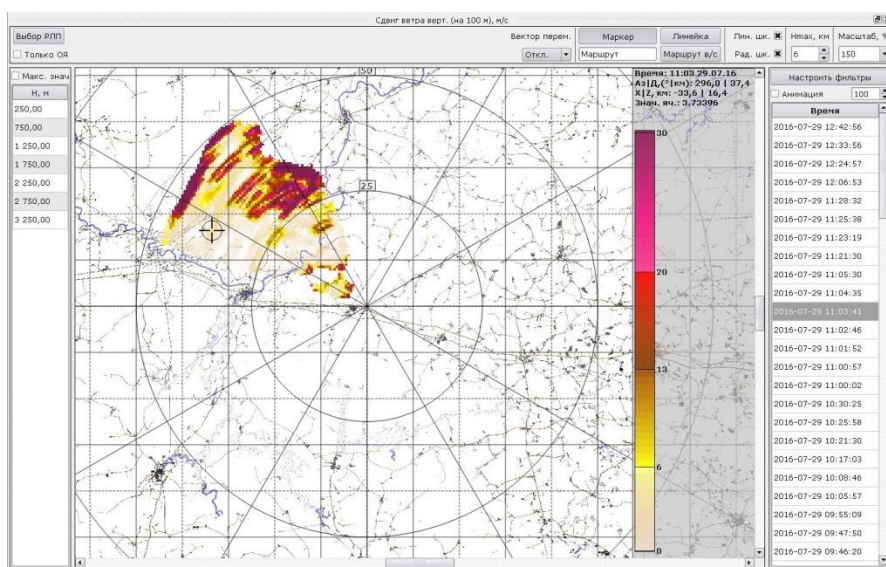 Сдвиг ветра верт. (на 100 м), м/с
Выбор РЛП
Вектор перем.
Маркер
Линейка
Лин. шк.
Hmax, км
Масштаб, %
Только ОЯ
Откл.
Маршрут
Маршрут в/с
Рад. шк.
6
150
Макс. знач
Н, м
250,00
750,00
1 250,00
1 750,00
2 250,00
2 750,00
3 250,00
50
25
Время: 11:03 29.07.16
Аз|Д,(°|км): 296,0 | 37,4
X|Z, км: -33,6 | 16,4
Знач. яч.: 3,73396
30
20
13
6
0
Настроить фильтры
Анимация
100
Время
2016-07-29 12:42:56
2016-07-29 12:33:56
2016-07-29 12:24:57
2016-07-29 12:06:53
2016-07-29 11:28:32
2016-07-29 11:25:38
2016-07-29 11:23:19
2016-07-29 11:21:30
2016-07-29 11:05:30
2016-07-29 11:04:35
2016-07-29 11:03:41
2016-07-29 11:02:46
2016-07-29 11:01:52
2016-07-29 11:00:57
2016-07-29 11:00:02
2016-07-29 10:30:25
2016-07-29 10:25:58
2016-07-29 10:21:30
2016-07-29 10:17:03
2016-07-29 10:08:46
2016-07-29 10:05:57
2016-07-29 09:55:09
2016-07-29 09:47:50
2016-07-29 09:46:20